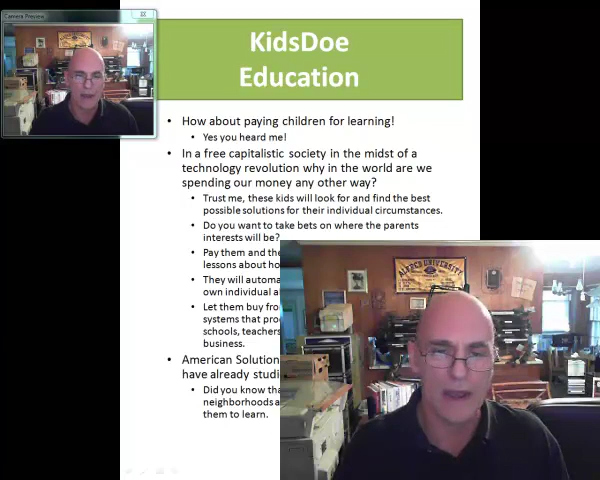 Camera Preview
KidsDoe
Education
• How about paying children for learning!
• Yes you heard me!
• In a free capitalistic society in the midst of a
technology revolution why in the world are we
spending our money any other way?
• Trust me, these kids will look for and find the best
possible solutions for their individual circumstances.
• Do you want to take bets on where the parents
interests will be?
• Pay them and the
lessons about ho
• They will automa
own individual a
• Let them buy fro
systems that pro
schools, teachers
business.
• American Solution
have already studi
• Did you know tha
neighborhoods a
them to learn.
ALFRED UNIVERSITY